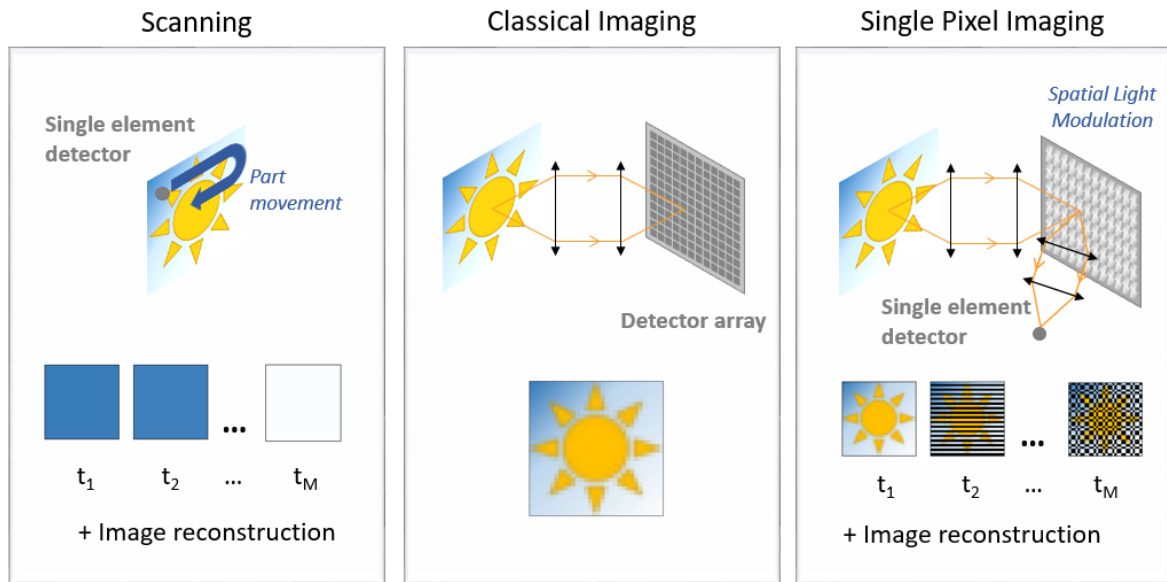 Scanning
Single element
detector
Part
movement
...
t1 t2 ... tM
+ Image reconstruction
Classical Imaging
Detector array
Single Pixel Imaging
Spatial Light
Modulation
Single element
detector
...
t1 t2 ... tM
+ Image reconstruction